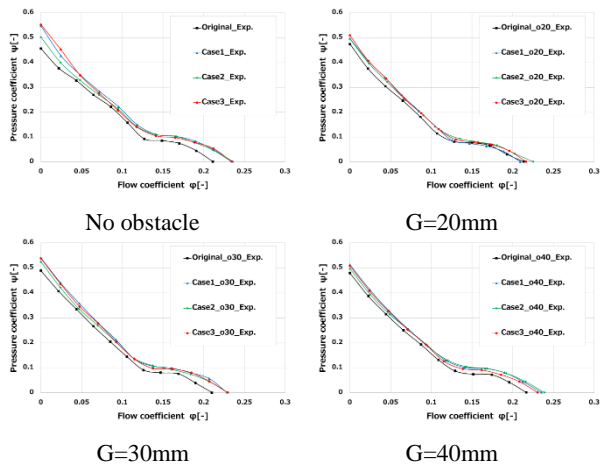 Pressure coefficient ψ[-]
0.6
0.5
0.4
0.3
0.2
0.1
0
0 0.05 0.1 0.15 0.2 0.25 0.3
Flow coefficient φ[-]
Original_Exp.
Case1_Exp.
Case2_Exp.
Case3_Exp.
No obstacle
Pressure coefficient ψ[-]
0.6
0.5
0.4
0.3
0.2
0.1
0
0 0.05 0.1 0.15 0.2 0.25 0.3
Flow coefficient φ[-]
Original_o20_Exp.
Case1_o20_Exp.
Case2_o20_Exp.
Case3_o20_Exp.
G=20mm
Pressure coefficient ψ[-]
0.6
0.5
0.4
0.3
0.2
0.1
0
0 0.05 0.1 0.15 0.2 0.25 0.3
Flow coefficient φ[-]
Original_o30_Exp.
Case1_o30_Exp.
Case2_o30_Exp.
Case3_o30_Exp.
G=30mm
Pressure coefficient ψ[-]
0.6
0.5
0.4
0.3
0.2
0.1
0
0 0.05 0.1 0.15 0.2 0.25 0.3
Flow coefficient φ[-]
Original_o40_Exp.
Case1_o40_Exp.
Case2_o40_Exp.
Case3_o40_Exp.
G=40mm